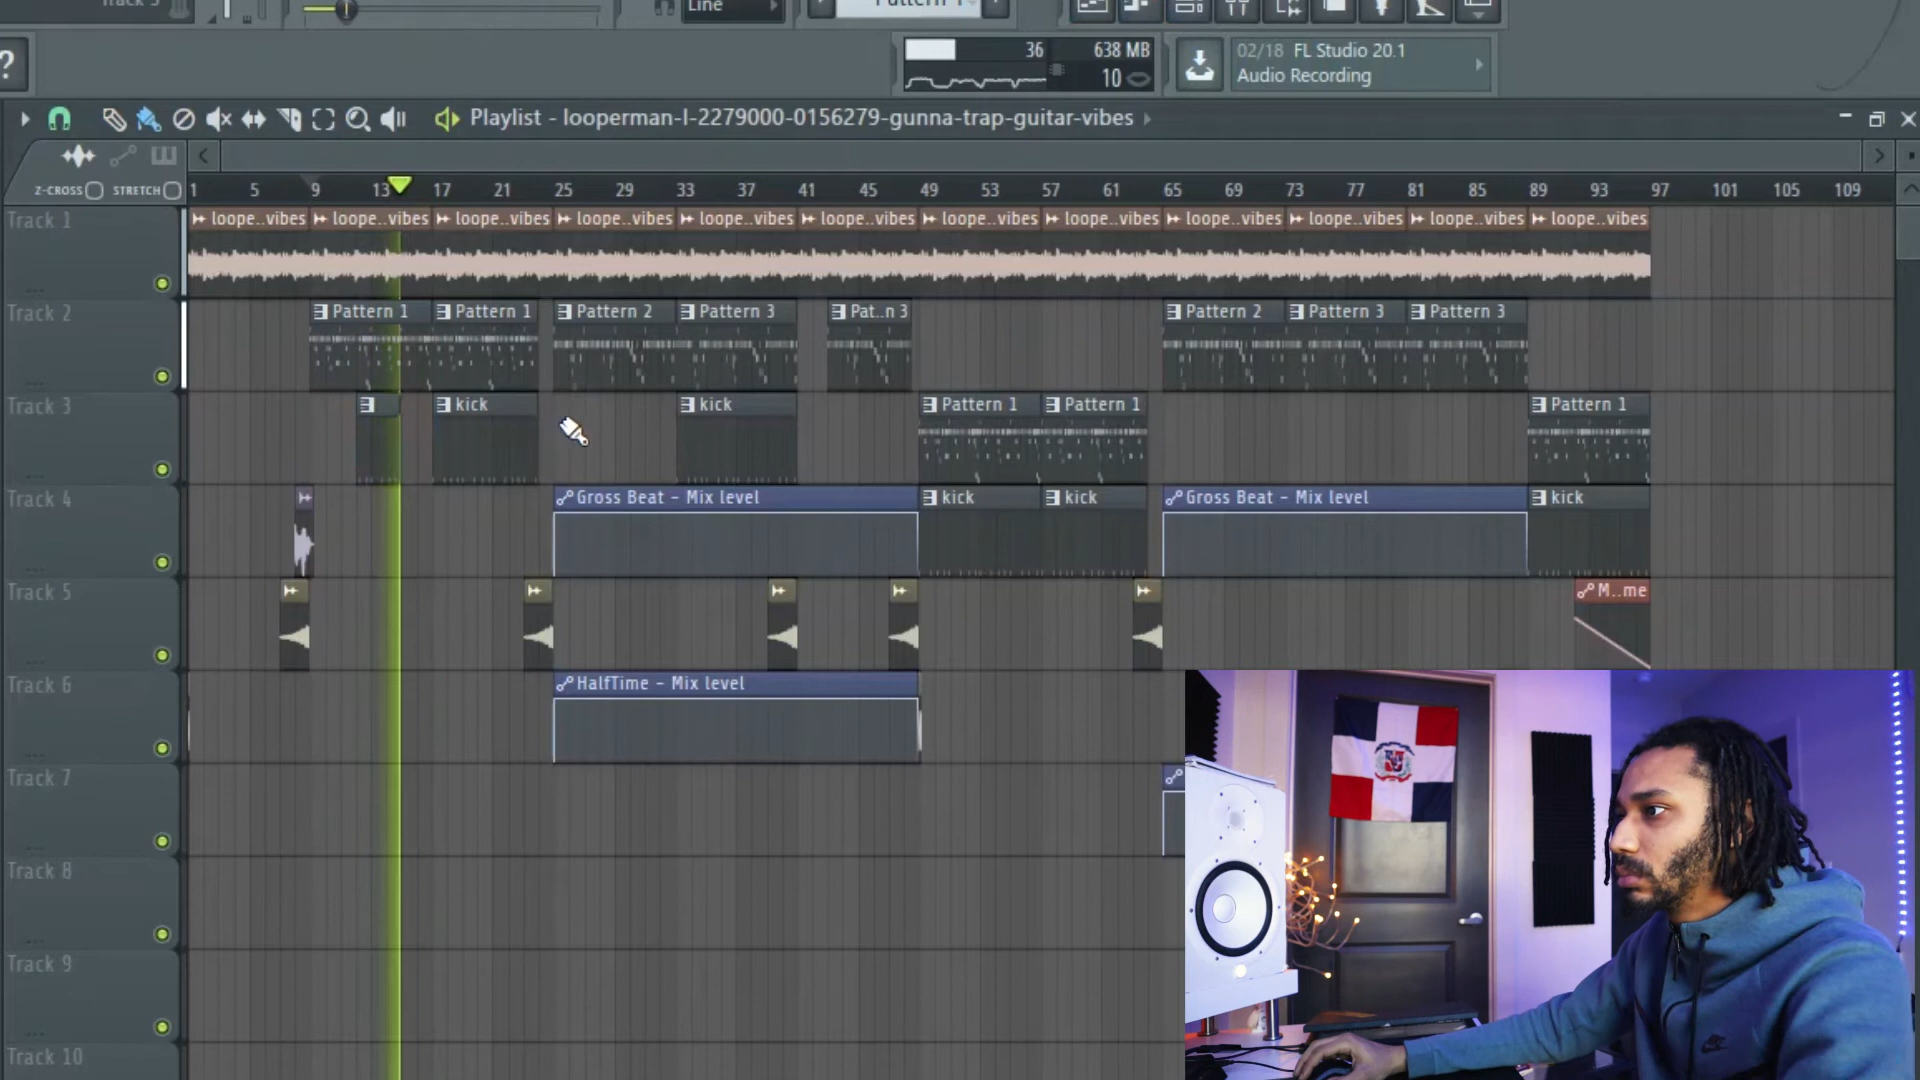 Line
36
638 MB
10
02/18 FL Studio 20.1
Audio Recording
?
Playlist - looperman-l-2279000-0156279-gunna-trap-guitar-vibes
Z-CROSS STRETCH
1 5 9 13 17 21 25 29 33 37 41 45 49 53 57 61 65 69 73 77 81 85 89 93 97 101 105 109
Track 1
loope..vibes loope..vibes loope..vibes loope..vibes loope..vibes loope..vibes loope..vibes loope..vibes loope..vibes loope..vibes loope..vibes loope..vibes
Track 2
Pattern 1 Pattern 1 Pattern 2 Pattern 3 Pat..n 3 Pattern 2 Pattern 3 Pattern 3
Track 3
kick kick Pattern 1 Pattern 1 Pattern 1
Track 4
Gross Beat - Mix level kick kick Gross Beat - Mix level kick
Track 5
M..me
Track 6
HalfTime - Mix level
Track 7
Track 8
Track 9
Track 10